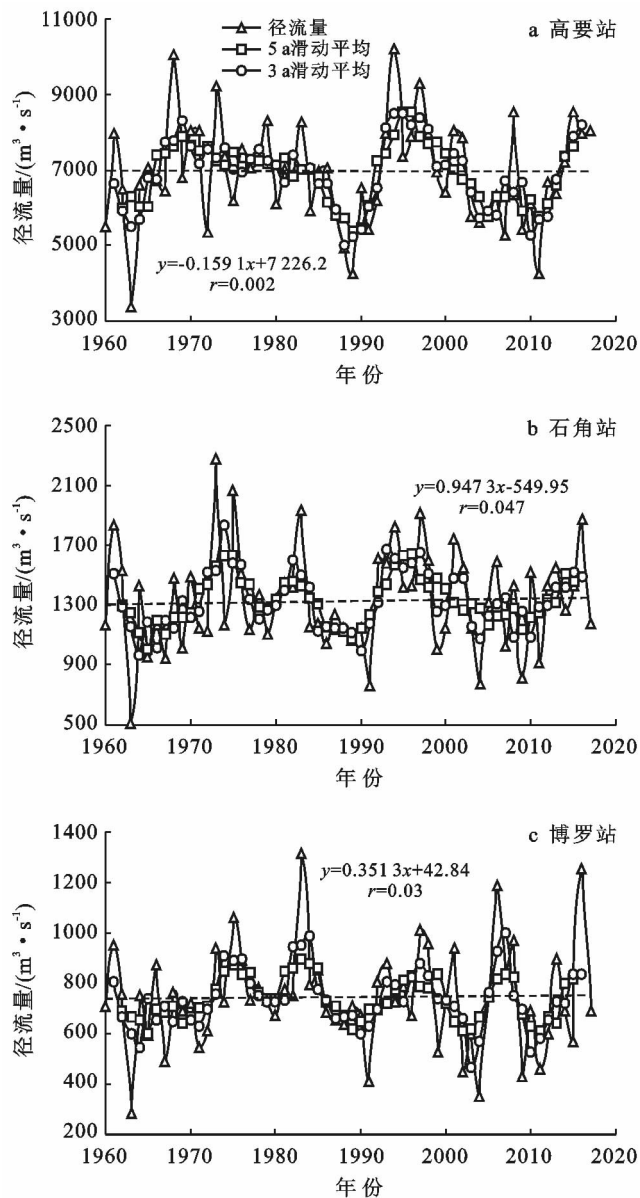 a 高要站
径流量
5 a滑动平均
3 a滑动平均
径流量/(m³·s⁻¹)
11000
9000
7000
5000
3000
y=-0.159 1x+7 226.2
r=0.002
1960 1970 1980 1990 2000 2010 2020
年份
b 石角站
径流量/(m³·s⁻¹)
2500
2100
1700
1300
900
500
y=0.947 3x-549.95
r=0.047
1960 1970 1980 1990 2000 2010 2020
年份
c 博罗站
径流量/(m³·s⁻¹)
1400
1200
1000
800
600
400
200
y=0.351 3x+42.84
r=0.03
1960 1970 1980 1990 2000 2010 2020
年份